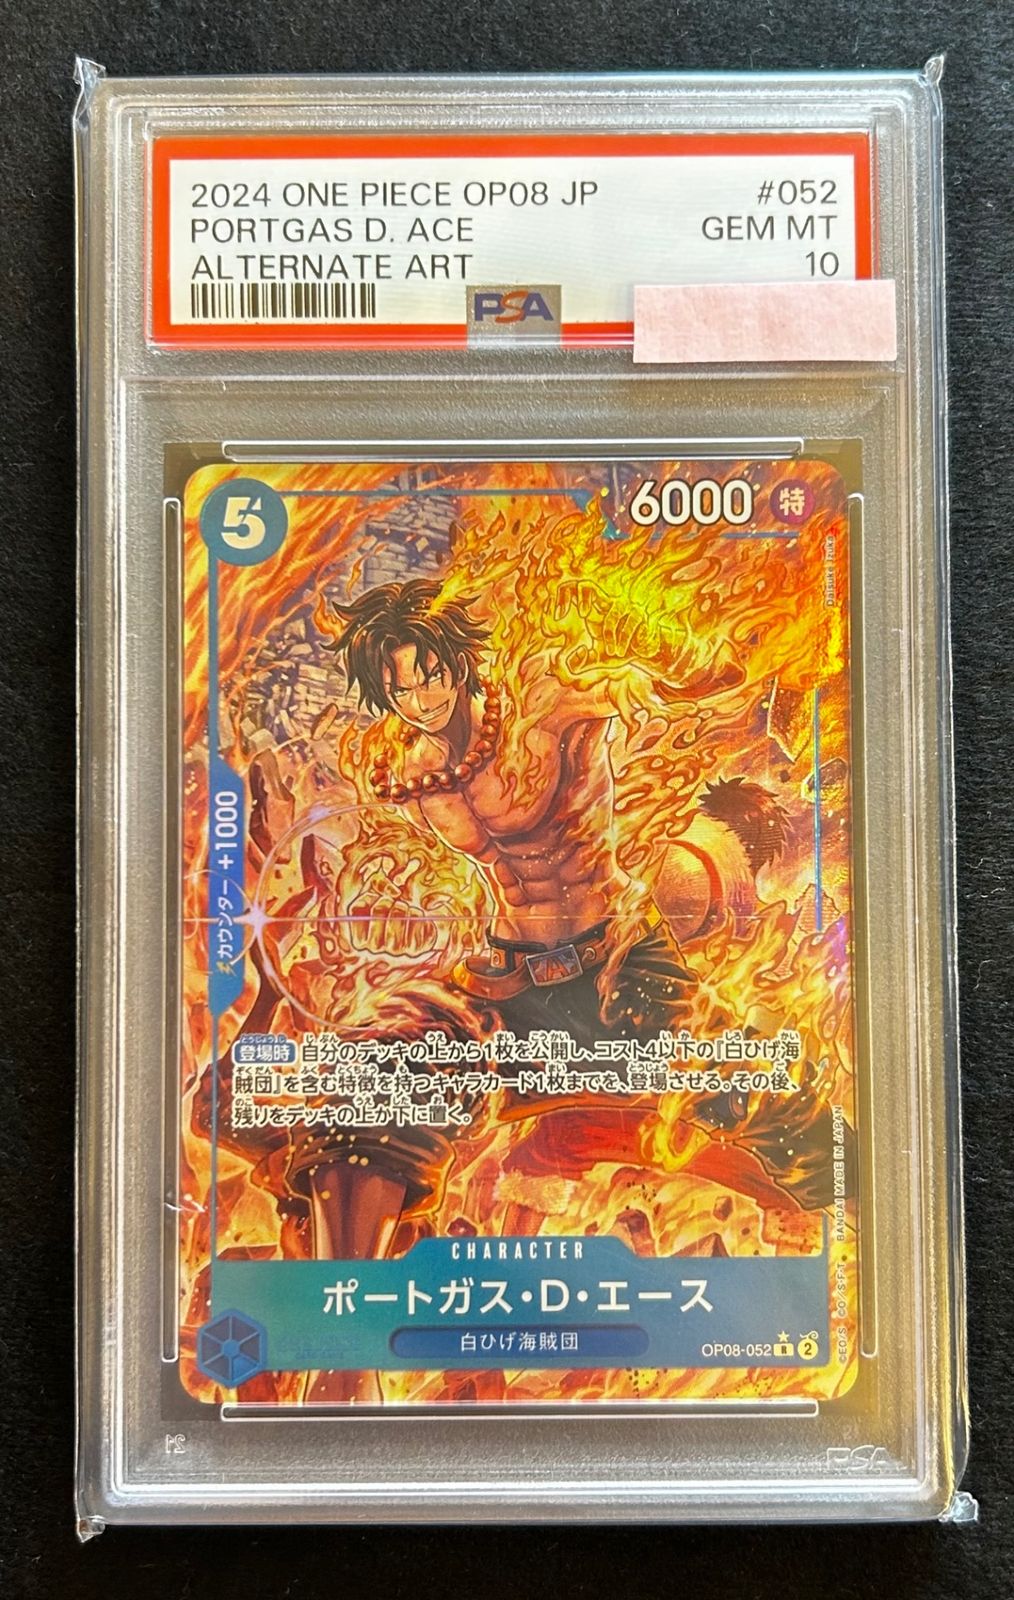 2024 ONE PIECE OP08 JP #052
PORTGAS D. ACE GEM MT
ALTERNATE ART 10
PSA
5
6000 特
Daisuke Izuka
カウンター +1000
A
登場時 自分のデッキの上から1枚を公開し、コスト4以下の『白ひげ海
賊団』を含む特徴を持つキャラカード1枚までを、登場させる。その後、
残りをデッキの上か下に置く。
CHARACTER
ポートガス・D・エース
白ひげ海賊団
OP08-052 R 2
©EO/S ©O/S・F・T BANDAI MADE IN JAPAN
21
PSA